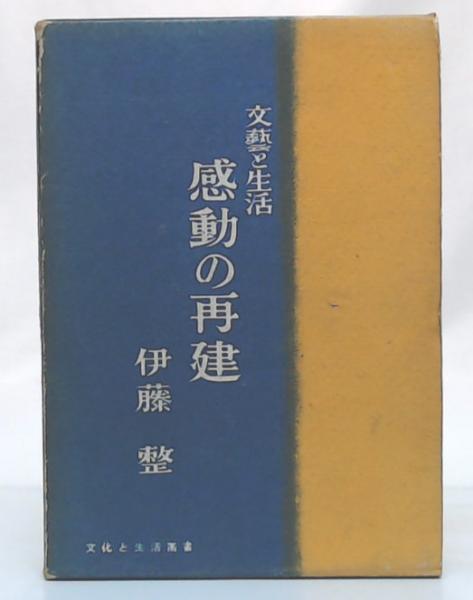 文藝と生活
感動の再建
伊藤 整
文化と生活叢書